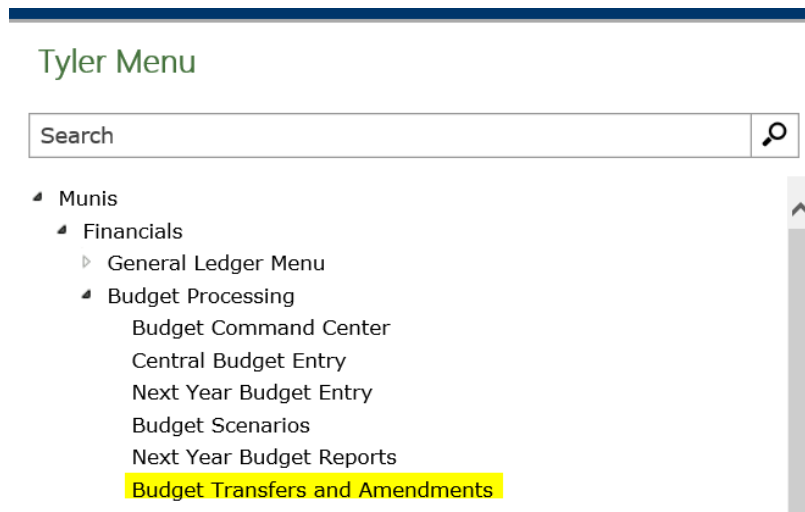 Tyler Menu
Search
Munis
Financials
General Ledger Menu
Budget Processing
Budget Command Center
Central Budget Entry
Next Year Budget Entry
Budget Scenarios
Next Year Budget Reports
Budget Transfers and Amendments